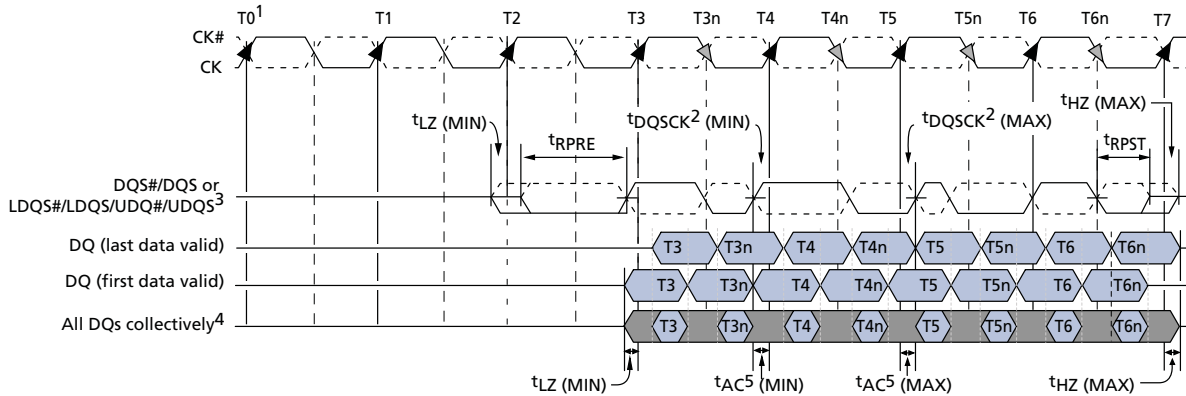 T0¹ T1 T2 T3 T3n T4 T4n T5 T5n T6 T6n T7
CK#
CK
tHZ (MAX)
tLZ (MIN) tDQSCK² (MIN) tDQSCK² (MAX)
tRPRE tRPST
DQS#/DQS or
LDQS#/LDQS/UDQ#/UDQS³
DQ (last data valid) T3 T3n T4 T4n T5 T5n T6 T6n
DQ (first data valid) T3 T3n T4 T4n T5 T5n T6 T6n
All DQs collectively⁴ T3 T3n T4 T4n T5 T5n T6 T6n
tLZ (MIN) tAC⁵ (MIN) tAC⁵ (MAX) tHZ (MAX)